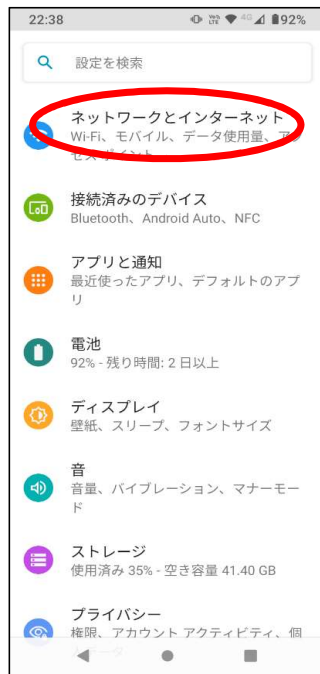 22:38 VoLTE 4G 92%
設定を検索
ネットワークとインターネット
Wi-Fi、モバイル、データ使用量、アク
セスポイント
接続済みのデバイス
Bluetooth、Android Auto、NFC
アプリと通知
最近使ったアプリ、デフォルトのアプ
リ
電池
92% - 残り時間: 2 日以上
ディスプレイ
壁紙、スリープ、フォントサイズ
音
音量、バイブレーション、マナーモー
ド
ストレージ
使用済み 35% - 空き容量 41.40 GB
プライバシー
権限、アカウント アクティビティ、個
データ